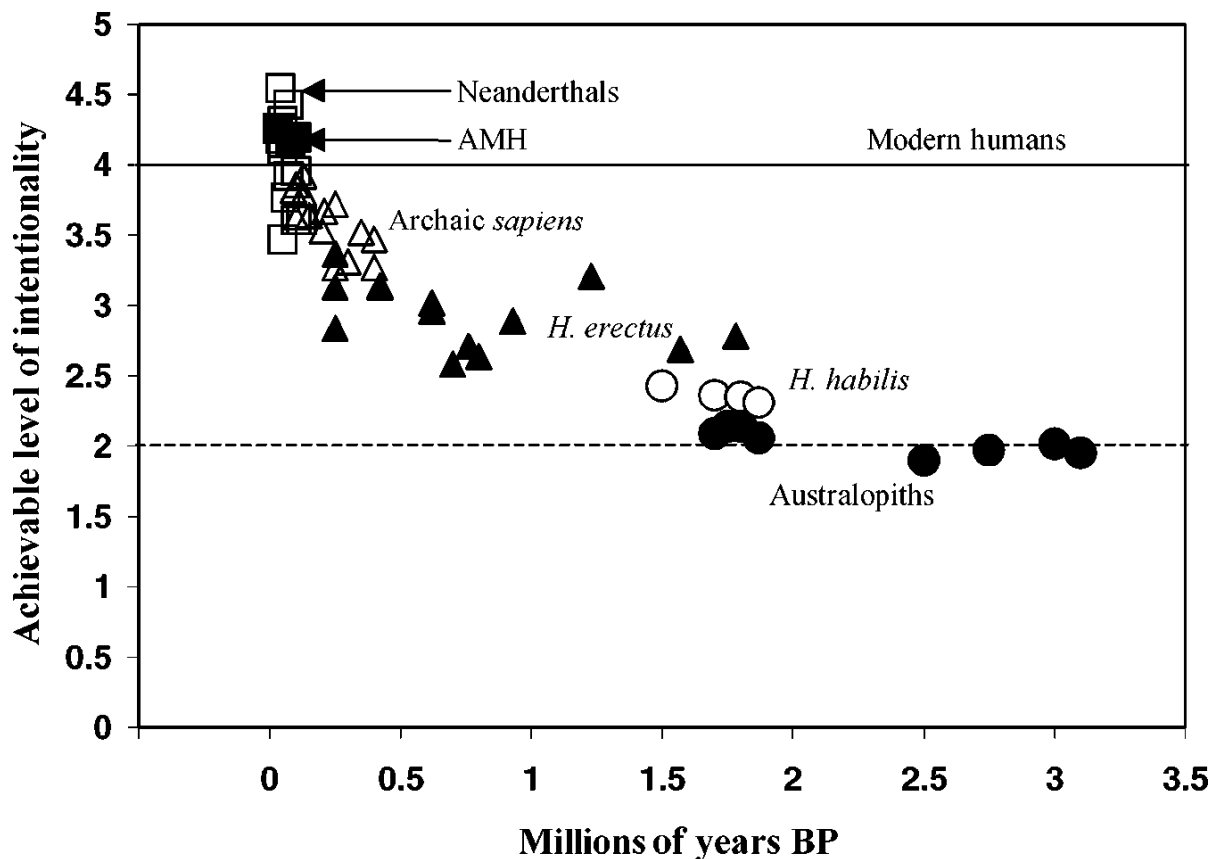 5
4.5
Neanderthals
AMH
Modern humans
4
Archaic sapiens
3.5
3
H. erectus
2.5
H. habilis
2
Australopiths
1.5
1
0.5
0
Achievable level of intentionality
0 0.5 1 1.5 2 2.5 3 3.5
Millions of years BP